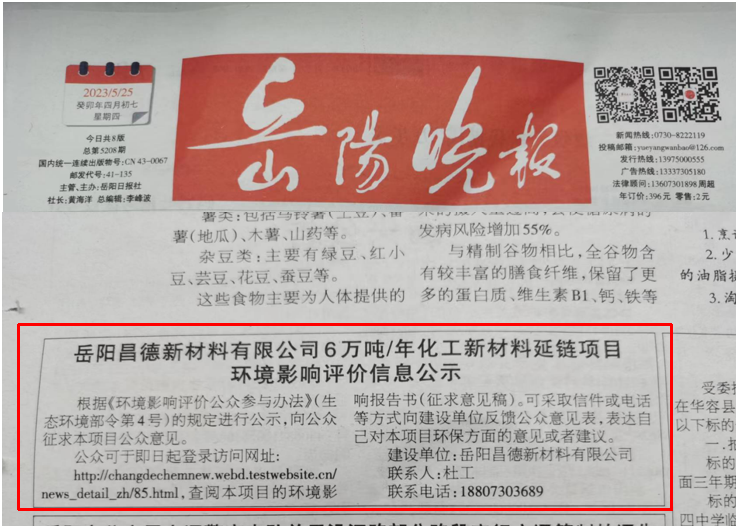 2023/5/25
癸卯年四月初七
星期四
今日共8版
总第5208期
国内统一连续出版物号:CN 43-0067
邮发代号:41-135
主管、主办:岳阳日报社
社长:黄海洋 总编辑:李峰波
岳陽晚報
新闻热线:0730-8222119
投稿邮箱:yueyangwanbao@126.com
发行热线:13975000555
广告热线:13337305180
法律顾问:13607301898 周超
年订价:396元 零售:2元
薯类:包括马铃薯(土豆)、番
薯(地瓜)、木薯、山药等。
杂豆类:主要有绿豆、红小
豆、芸豆、花豆、蚕豆等。
这些食物主要为人体提供的
发病风险增加55%。
与精制谷物相比,全谷物含
有较丰富的膳食纤维,保留了更
多的蛋白质、维生素B1、钙、铁等
1.烹
2.少
的油脂摄
3.淘
岳阳昌德新材料有限公司6万吨/年化工新材料延链项目
环境影响评价信息公示
根据《环境影响评价公众参与办法》(生
态环境部令第4号)的规定进行公示,向公众
征求本项目公众意见。
公众可于即日起登录访问网址:
http://changdechemnew.webd.testwebsite.cn/
news_detail_zh/85.html,查阅本项目的环境影
响报告书(征求意见稿)。可采取信件或电话
等方式向建设单位反馈公众意见表,表达自
己对本项目环保方面的意见或者建议。
建设单位:岳阳昌德新材料有限公司
联系人:杜工
联系电话:18807303689
受委
在华容县
以下标的
一.
标的
面三年期
标的
四中学临